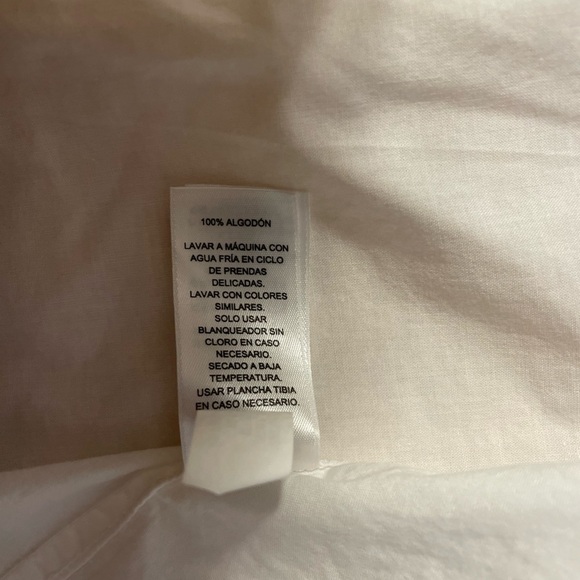 100% ALGODÓN
LAVAR A MÁQUINA CON
AGUA FRÍA EN CICLO
DE PRENDAS
DELICADAS.
LAVAR CON COLORES
SIMILARES.
SOLO USAR
BLANQUEADOR SIN
CLORO EN CASO
NECESARIO.
SECADO A BAJA
TEMPERATURA.
USAR PLANCHA TIBIA
EN CASO NECESARIO.